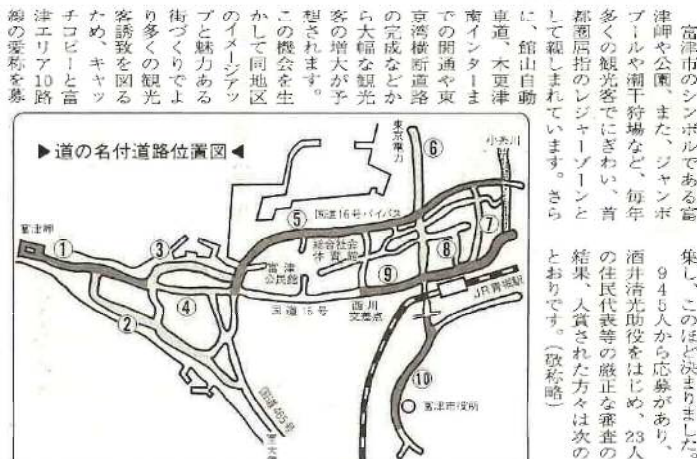 富津市のシンボルである富
津岬や公園、また、ジャンボ
プールや潮干狩場など、毎年
多くの観光客でにぎわい、首
都圏屈指のレジャーゾーンと
して親しまれています。さら
に、館山自動
車道、木更津
南インターま
での開通や東
京湾横断道路
の完成などか
ら大幅な観光
客の増大が予
想されます。
この機会を生
かして同地区
のイメージアッ
プと魅力ある
街づくりでよ
り多くの観光
客誘致を図る
ため、キャッ
チコピーと富
津エリア10路
線の愛称を募
集し、このほど決まりました。
945人から応募があり、
酒井清光助役をはじめ、23人
の住民代表等の厳正な審査の
結果、入賞された方々は次の
とおりです。(敬称略)
▶道の名付道路位置図◀
東京電力
⑥
小糸川
⑤
国道16号バイパス
富津岬
①
③
総合社会
体育館
⑧
⑦
富津
公民館
⑨
④
②
国道16号
西川
交差点
JR青堀駅
⑩
国道465号
富津市役所